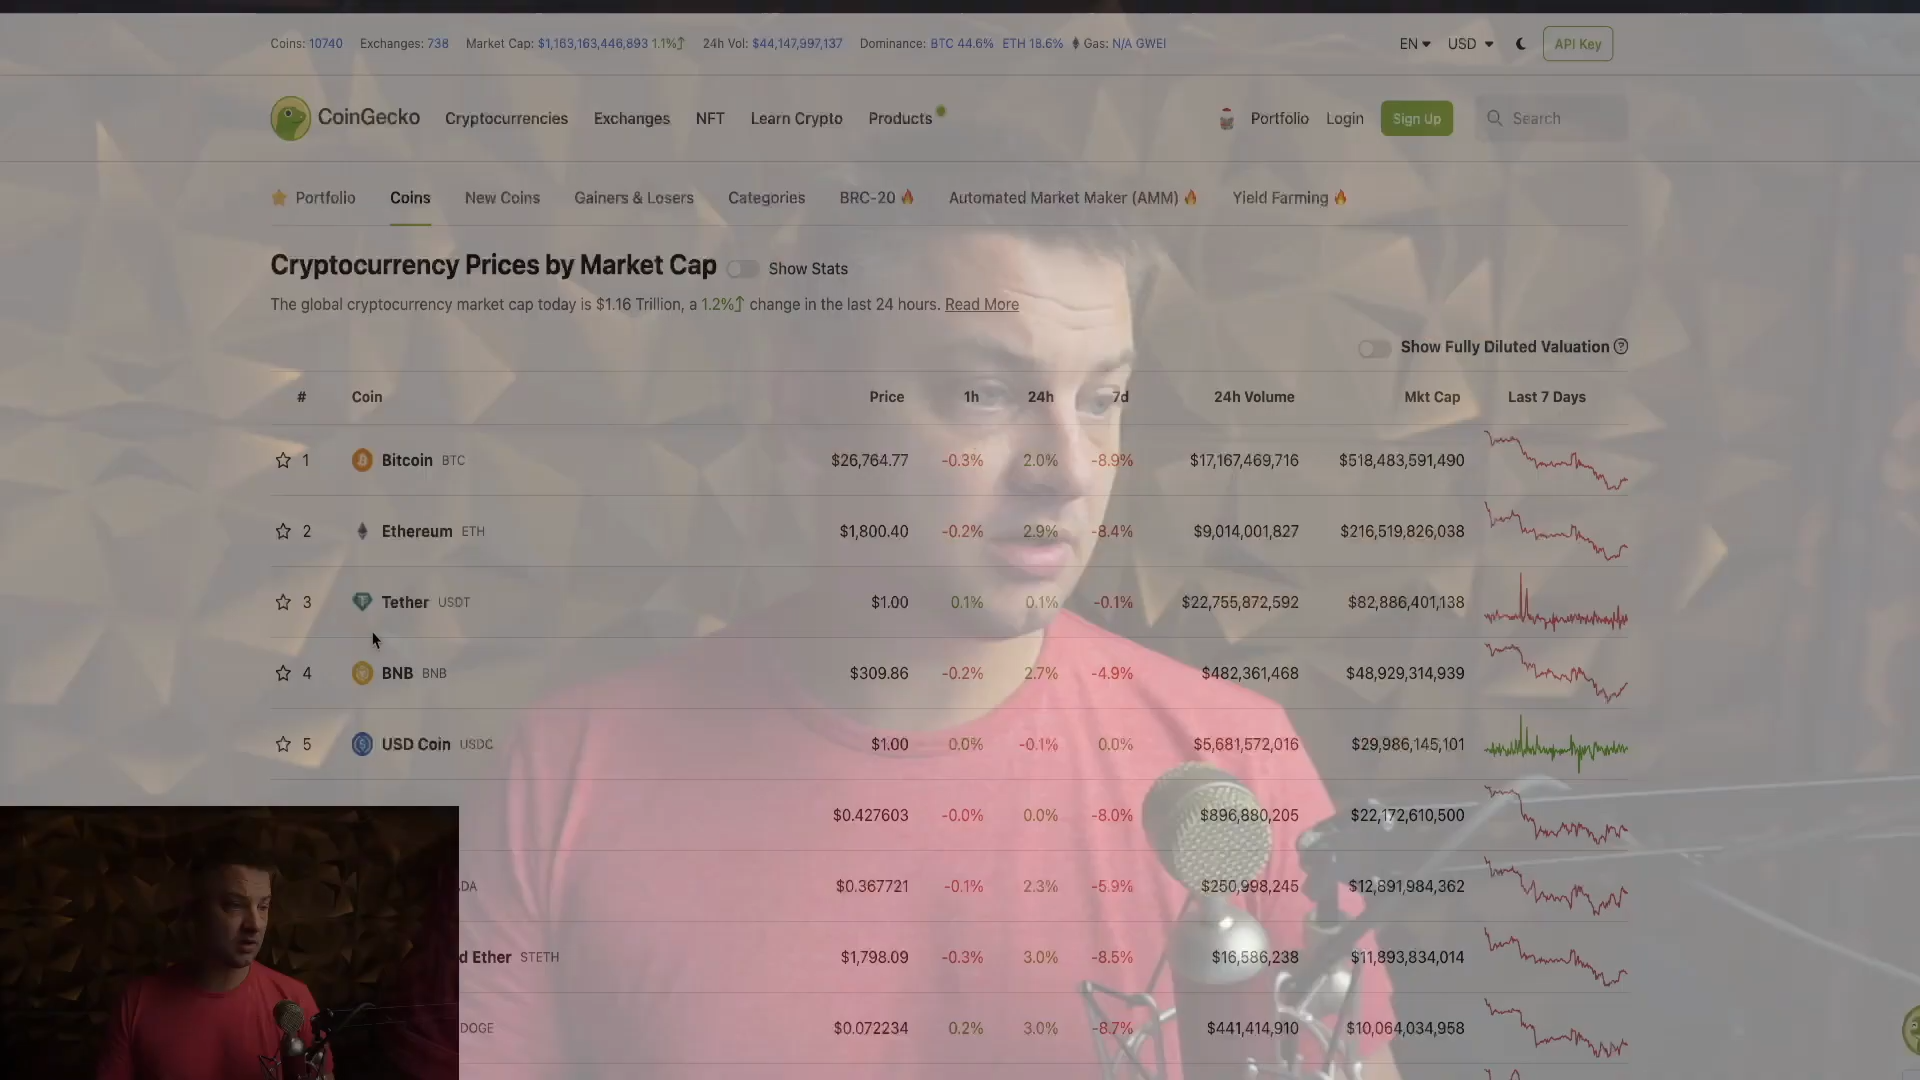 Coins: 10740 Exchanges: 738 Market Cap: $1,163,163,446,893 1.1% 24h Vol: $44,147,997,137 Dominance: BTC 44.6% ETH 18.6% Gas: N/A GWEI EN USD API Key
CoinGecko Cryptocurrencies Exchanges NFT Learn Crypto Products Portfolio Login Sign Up Search
Portfolio Coins New Coins Gainers & Losers Categories BRC-20 Automated Market Maker (AMM) Yield Farming
Cryptocurrency Prices by Market Cap Show Stats
The global cryptocurrency market cap today is $1.16 Trillion, a 1.2% change in the last 24 hours. Read More
Show Fully Diluted Valuation ?
# Coin Price 1h 24h 7d 24h Volume Mkt Cap Last 7 Days
1 Bitcoin BTC $26,764.77 -0.3% 2.0% -8.9% $17,167,469,716 $518,483,591,490
2 Ethereum ETH $1,800.40 -0.2% 2.9% -8.4% $9,014,001,827 $216,519,826,038
3 Tether USDT $1.00 0.1% 0.1% -0.1% $22,755,872,592 $82,886,401,138
4 BNB BNB $309.86 -0.2% 2.7% -4.9% $482,361,468 $48,929,314,939
5 USD Coin USDC $1.00 0.0% -0.1% 0.0% $5,681,572,016 $29,986,145,101
$0.427603 -0.0% 0.0% -8.0% $896,880,205 $22,172,610,500
DA $0.367721 -0.1% 2.3% -5.9% $250,998,245 $12,891,984,362
d Ether STETH $1,798.09 -0.3% 3.0% -8.5% $16,586,238 $11,893,834,014
DOGE $0.072234 0.2% 3.0% -8.7% $441,414,910 $10,064,034,958